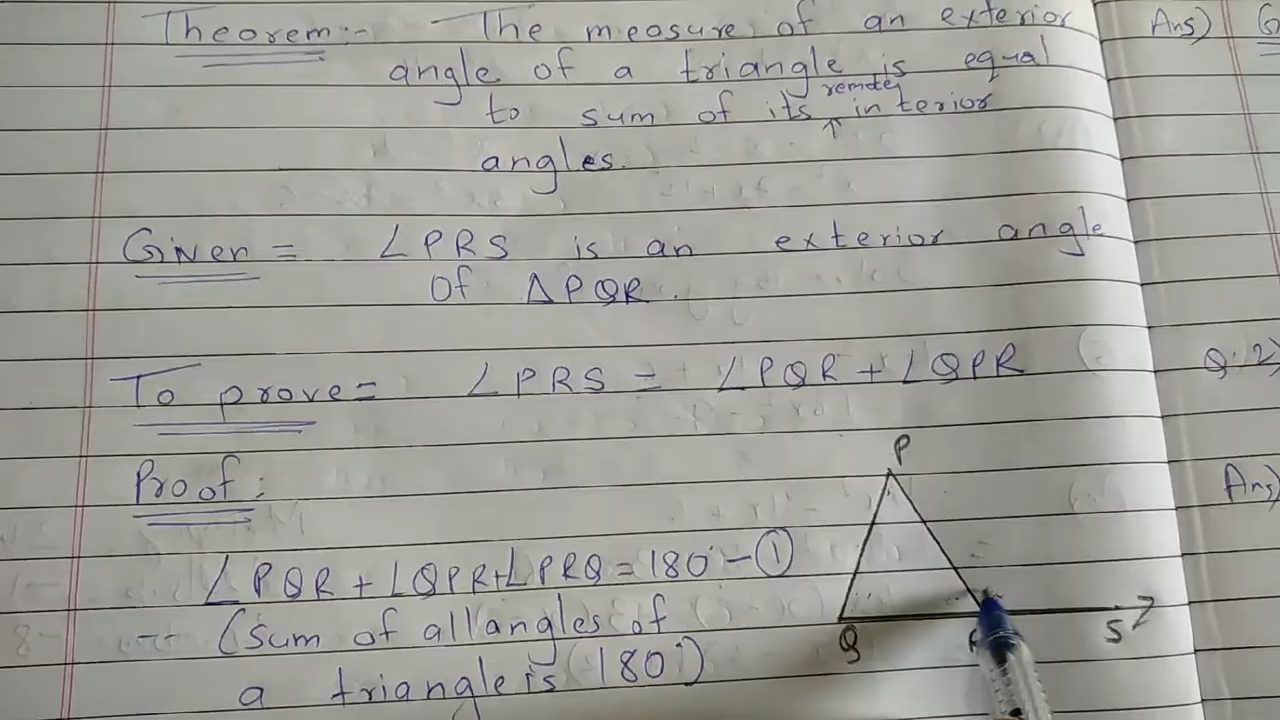 Theorem:- The measure of an exterior
angle of a triangle is equal
to sum of its remote interior
angles.
Given = ∠PRS is an exterior angle
of △PQR.
To prove = ∠PRS = ∠PQR + ∠QPR
Proof:
∠PQR + ∠QPR + ∠PRQ = 180° - ①
(sum of all angles of
a triangle is 180°)
P
Q
S
Ans)
Q.2)
Ans)